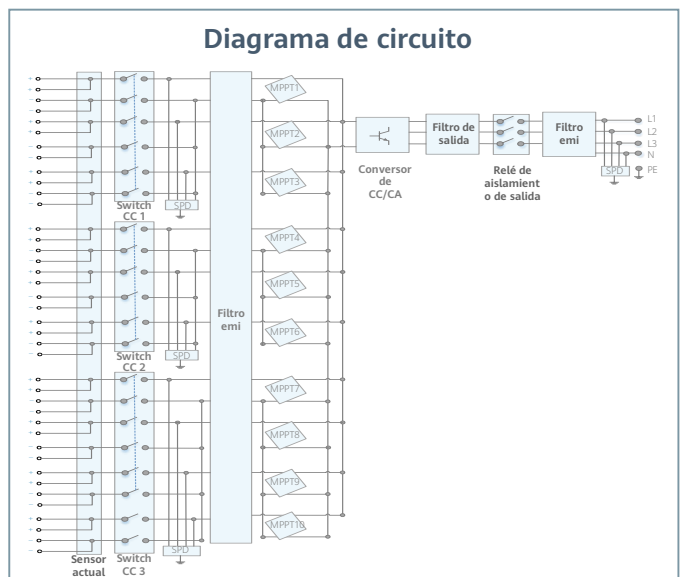 Diagrama de circuito
MPPT1
MPPT2
MPPT3
Switch
CC 1
SPD
MPPT4
MPPT5
MPPT6
Switch
CC 2
SPD
Filtro
emi
MPPT7
MPPT8
MPPT9
MPPT10
Sensor
actual
Switch
CC 3
SPD
Conversor
de
CC/CA
Filtro de
salida
Relé de
aislamient
o de salida
Filtro
emi
L1
L2
L3
N
SPD
PE